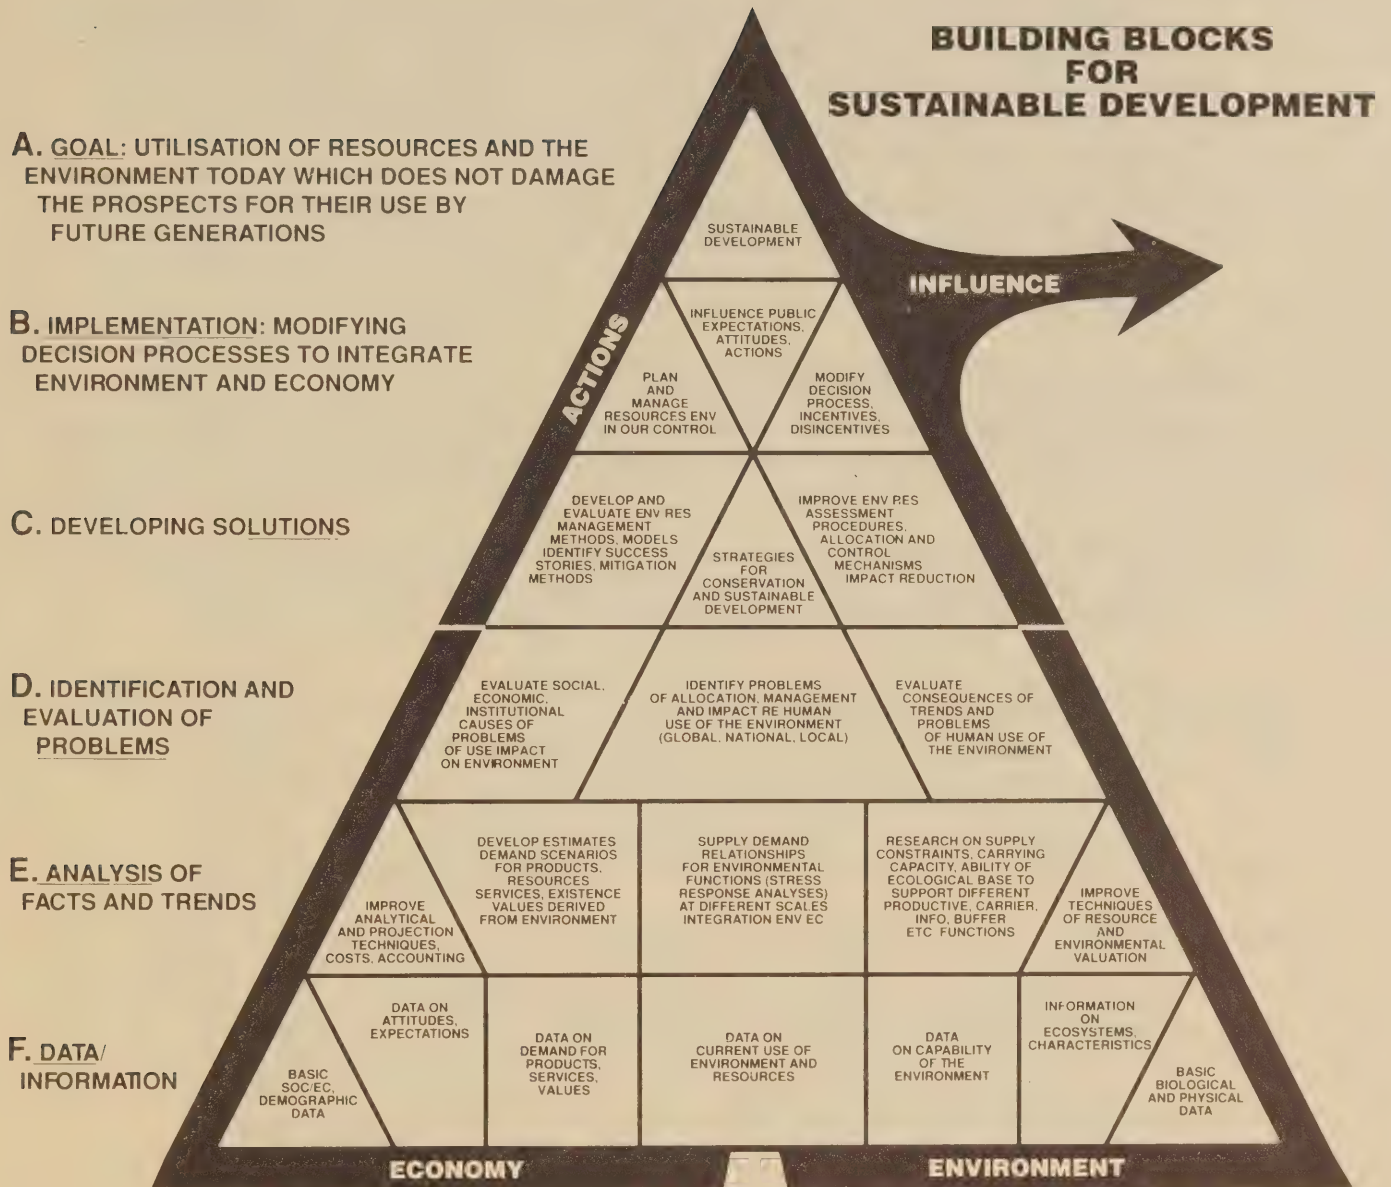 BUILDING BLOCKS
FOR
SUSTAINABLE DEVELOPMENT
A. GOAL: UTILISATION OF RESOURCES AND THE
ENVIRONMENT TODAY WHICH DOES NOT DAMAGE
THE PROSPECTS FOR THEIR USE BY
FUTURE GENERATIONS
SUSTAINABLE
DEVELOPMENT
INFLUENCE
B. IMPLEMENTATION: MODIFYING
DECISION PROCESSES TO INTEGRATE
ENVIRONMENT AND ECONOMY
ACTIONS
INFLUENCE PUBLIC
EXPECTATIONS,
ATTITUDES,
ACTIONS
PLAN
AND
MANAGE
RESOURCES ENV
IN OUR CONTROL
MODIFY
DECISION
PROCESS,
INCENTIVES,
DISINCENTIVES
C. DEVELOPING SOLUTIONS
DEVELOP AND
EVALUATE ENV RES
MANAGEMENT
METHODS, MODELS
IDENTIFY SUCCESS
STORIES, MITIGATION
METHODS
STRATEGIES
FOR
CONSERVATION
AND SUSTAINABLE
DEVELOPMENT
IMPROVE ENV RES
ASSESSMENT
PROCEDURES,
ALLOCATION AND
CONTROL
MECHANISMS
IMPACT REDUCTION
D. IDENTIFICATION AND
EVALUATION OF
PROBLEMS
EVALUATE SOCIAL,
ECONOMIC,
INSTITUTIONAL
CAUSES OF
PROBLEMS
OF USE IMPACT
ON ENVIRONMENT
IDENTIFY PROBLEMS
OF ALLOCATION, MANAGEMENT
AND IMPACT RE HUMAN
USE OF THE ENVIRONMENT
(GLOBAL, NATIONAL, LOCAL)
EVALUATE
CONSEQUENCES OF
TRENDS AND
PROBLEMS
OF HUMAN USE OF
THE ENVIRONMENT
E. ANALYSIS OF
FACTS AND TRENDS
IMPROVE
ANALYTICAL
AND PROJECTION
TECHNIQUES,
COSTS, ACCOUNTING
DEVELOP ESTIMATES
DEMAND SCENARIOS
FOR PRODUCTS,
RESOURCES
SERVICES, EXISTENCE
VALUES DERIVED
FROM ENVIRONMENT
SUPPLY DEMAND
RELATIONSHIPS
FOR ENVIRONMENTAL
FUNCTIONS (STRESS
RESPONSE ANALYSES)
AT DIFFERENT SCALES
INTEGRATION ENV EC
RESEARCH ON SUPPLY
CONSTRAINTS, CARRYING
CAPACITY, ABILITY OF
ECOLOGICAL BASE TO
SUPPORT DIFFERENT
PRODUCTIVE, CARRIER,
INFO, BUFFER
ETC FUNCTIONS
IMPROVE
TECHNIQUES
OF RESOURCE
AND
ENVIRONMENTAL
VALUATION
F. DATA/
INFORMATION
BASIC
SOC/EC,
DEMOGRAPHIC
DATA
DATA ON
ATTITUDES,
EXPECTATIONS
DATA ON
DEMAND FOR
PRODUCTS,
SERVICES,
VALUES
DATA ON
CURRENT USE OF
ENVIRONMENT AND
RESOURCES
DATA
ON CAPABILITY
OF THE
ENVIRONMENT
INFORMATION
ON
ECOSYSTEMS,
CHARACTERISTICS
BASIC
BIOLOGICAL
AND PHYSICAL
DATA
ECONOMY
ENVIRONMENT